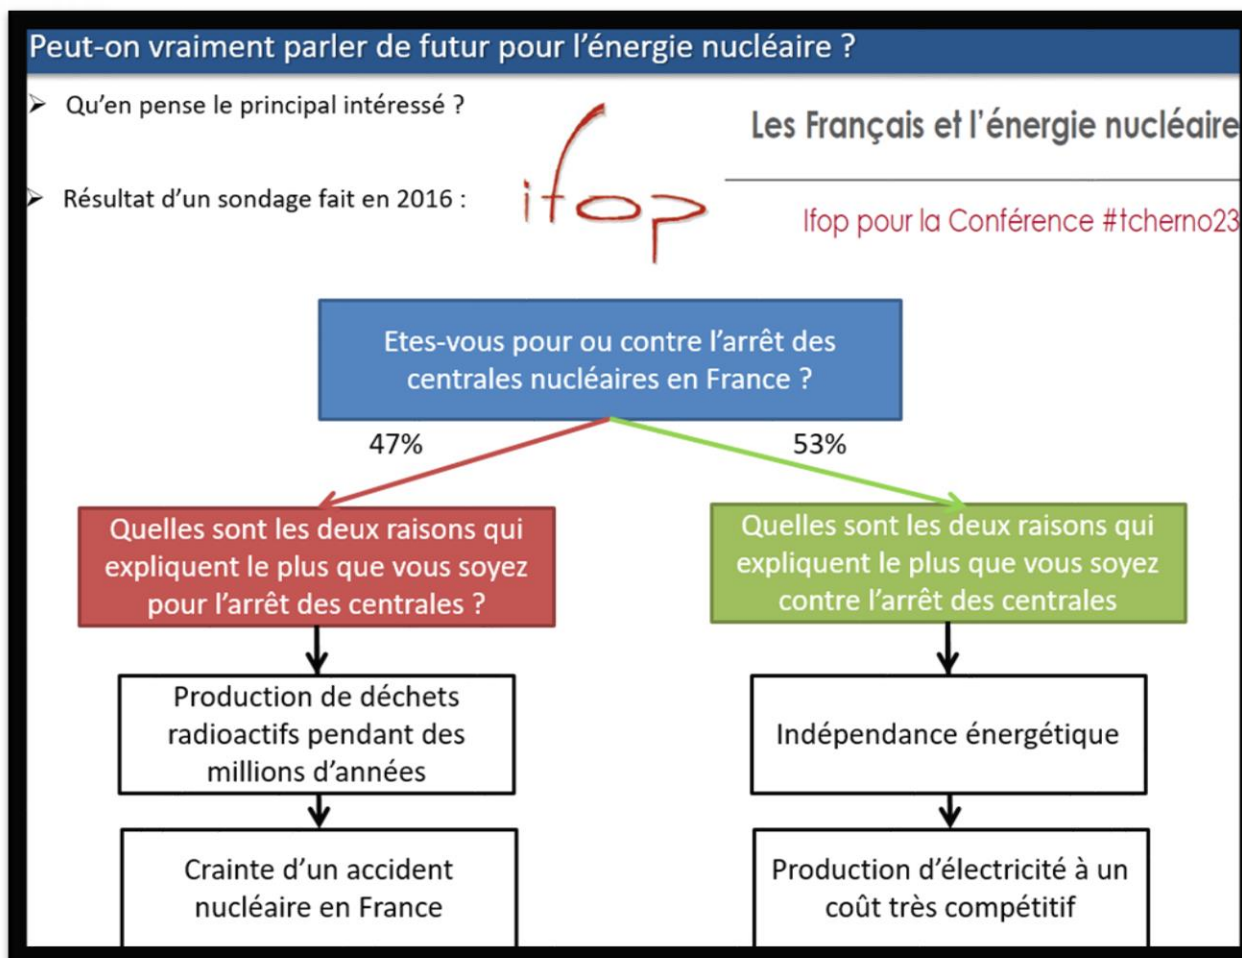 Peut-on vraiment parler de futur pour l'énergie nucléaire ?
➢ Qu'en pense le principal intéressé ?
➢ Résultat d'un sondage fait en 2016 :
ifop
Les Français et l'énergie nucléaire
Ifop pour la Conférence #tcherno23
Etes-vous pour ou contre l'arrêt des
centrales nucléaires en France ?
47%
53%
Quelles sont les deux raisons qui
expliquent le plus que vous soyez
pour l'arrêt des centrales ?
Quelles sont les deux raisons qui
expliquent le plus que vous soyez
contre l'arrêt des centrales
Production de déchets
radioactifs pendant des
millions d'années
Indépendance énergétique
Crainte d'un accident
nucléaire en France
Production d'électricité à un
coût très compétitif